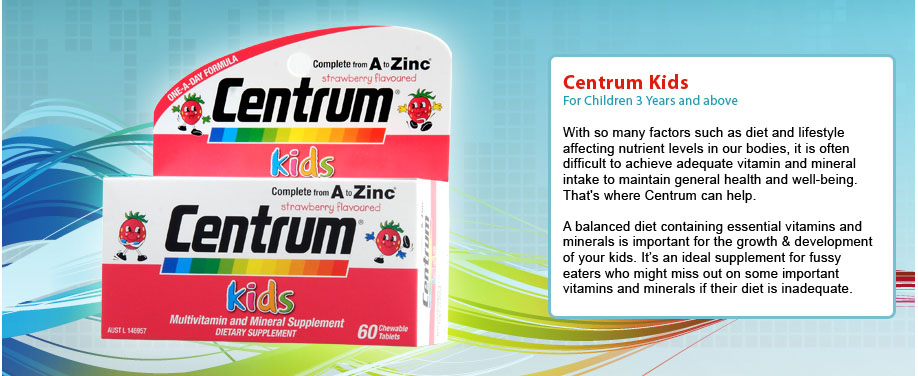 ONE-A-DAY FORMULA
Complete from A to Zinc™
strawberry flavoured
Centrum®
kids
Complete from A to Zinc™
strawberry flavoured
Centrum®
kids
Multivitamin and Mineral Supplement
DIETARY SUPPLEMENT
AUST L 146957
60 Chewable
Tablets
Centrum
Centrum Kids
For Children 3 Years and above
With so many factors such as diet and lifestyle
affecting nutrient levels in our bodies, it is often
difficult to achieve adequate vitamin and mineral
intake to maintain general health and well-being.
That's where Centrum can help.
A balanced diet containing essential vitamins and
minerals is important for the growth & development
of your kids. It's an ideal supplement for fussy
eaters who might miss out on some important
vitamins and minerals if their diet is inadequate.